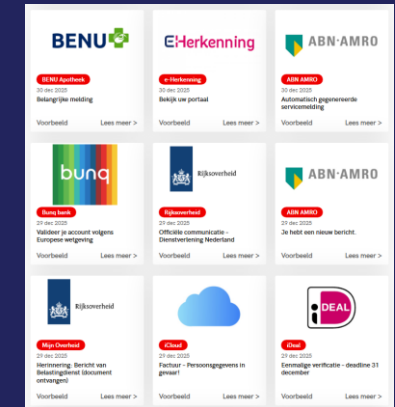 BENU
eHerkenning
ABN·AMRO
BENU Apotheek
e-Herkenning
ABN AMRO
30 dec 2025
30 dec 2025
30 dec 2025
Belangrijke melding
Bekijk uw portaal
Automatisch gegenereerde
servicemelding
Voorbeeld
Lees meer >
Voorbeeld
Lees meer >
Voorbeeld
Lees meer >
bunq
Rijksoverheid
ABN·AMRO
Bunq bank
Rijksoverheid
ABN AMRO
29 dec 2025
29 dec 2025
29 dec 2025
Valideer je account volgens
Europese wetgeving
Officiële communicatie –
Dienstverlening Nederland
Je hebt een nieuw bericht.
Voorbeeld
Lees meer >
Voorbeeld
Lees meer >
Voorbeeld
Lees meer >
Rijksoverheid
iDEAL
Mijn Overheid
iCloud
iDeal
29 dec 2025
29 dec 2025
29 dec 2025
Herinnering: Bericht van
Belastingdienst (document
ontvangen)
Factuur – Persoonsgegevens in
gevaar!
Eenmalige verificatie – deadline 31
december
Voorbeeld
Lees meer >
Voorbeeld
Lees meer >
Voorbeeld
Lees meer >